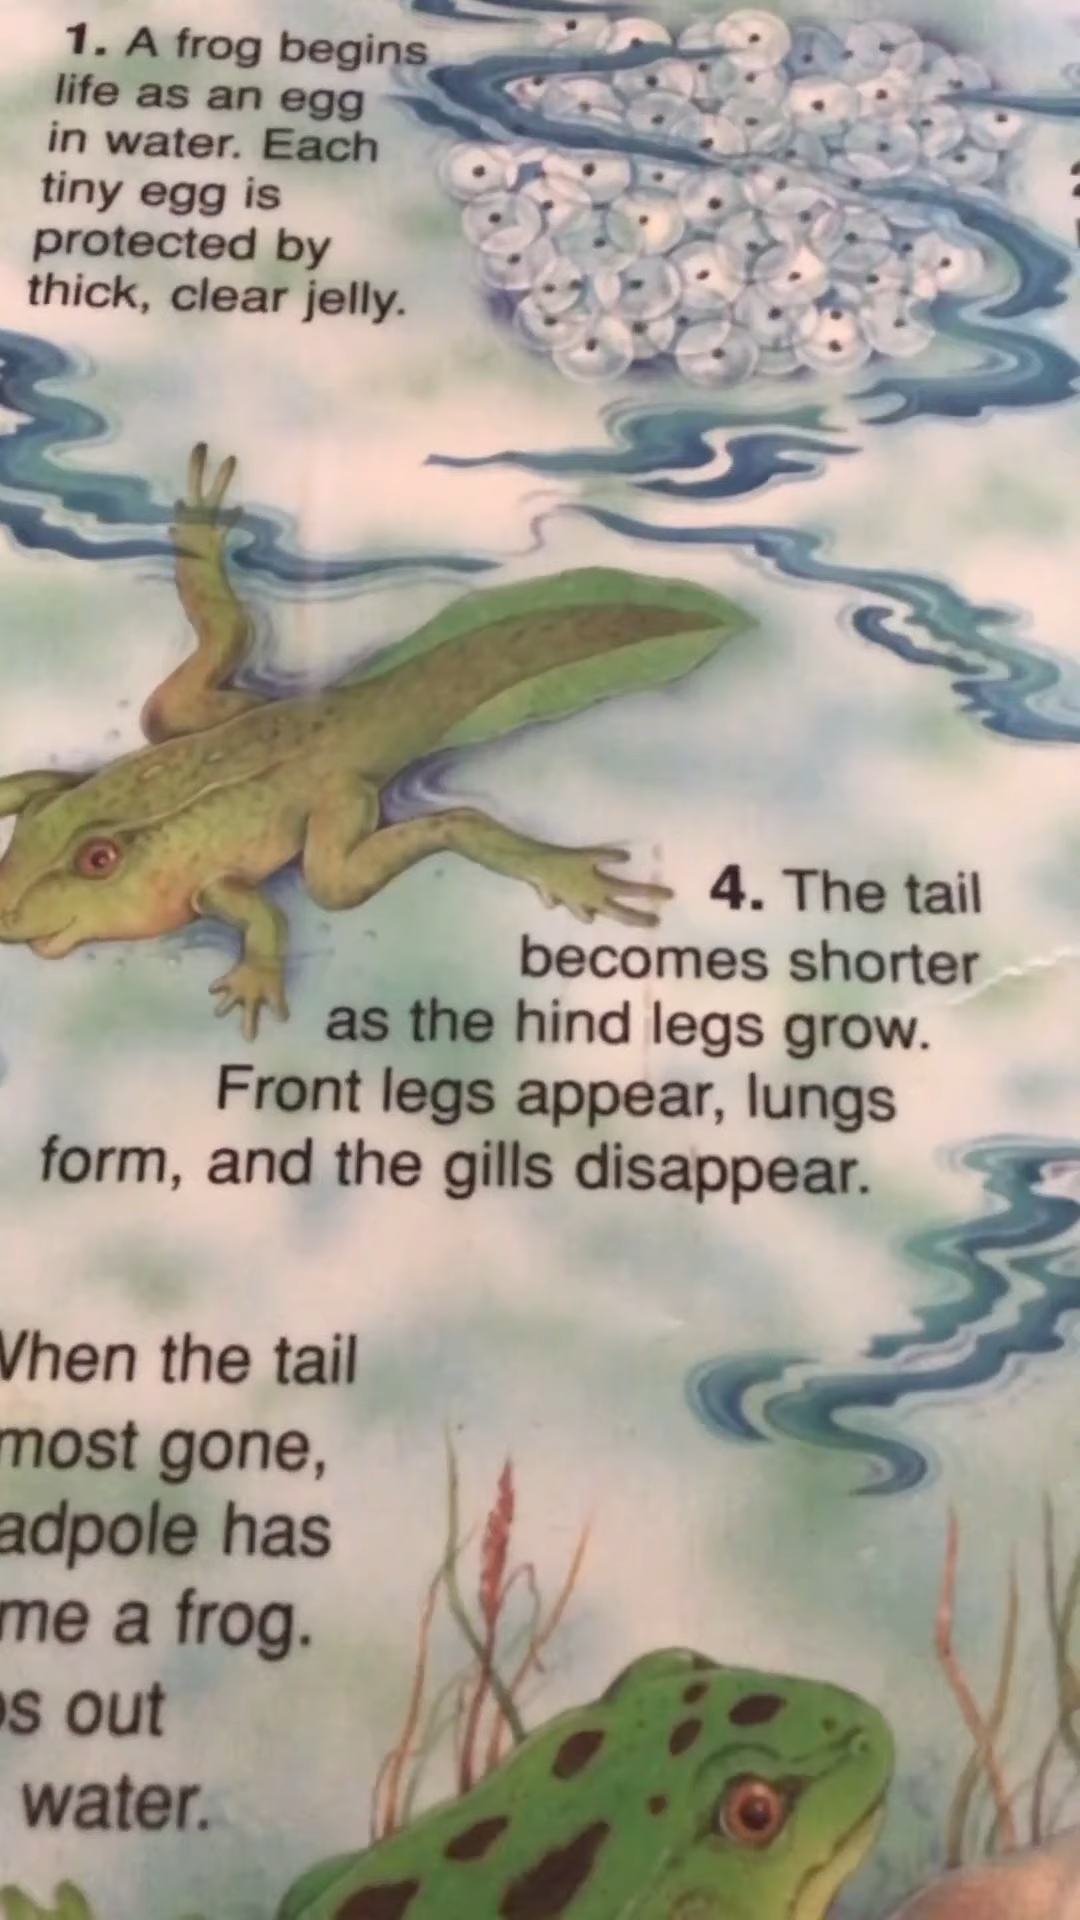 1. A frog begins
life as an egg
in water. Each
tiny egg is
protected by
thick, clear jelly.
4. The tail
becomes shorter
as the hind legs grow.
Front legs appear, lungs
form, and the gills disappear.
When the tail
most gone,
adpole has
me a frog.
s out
water.